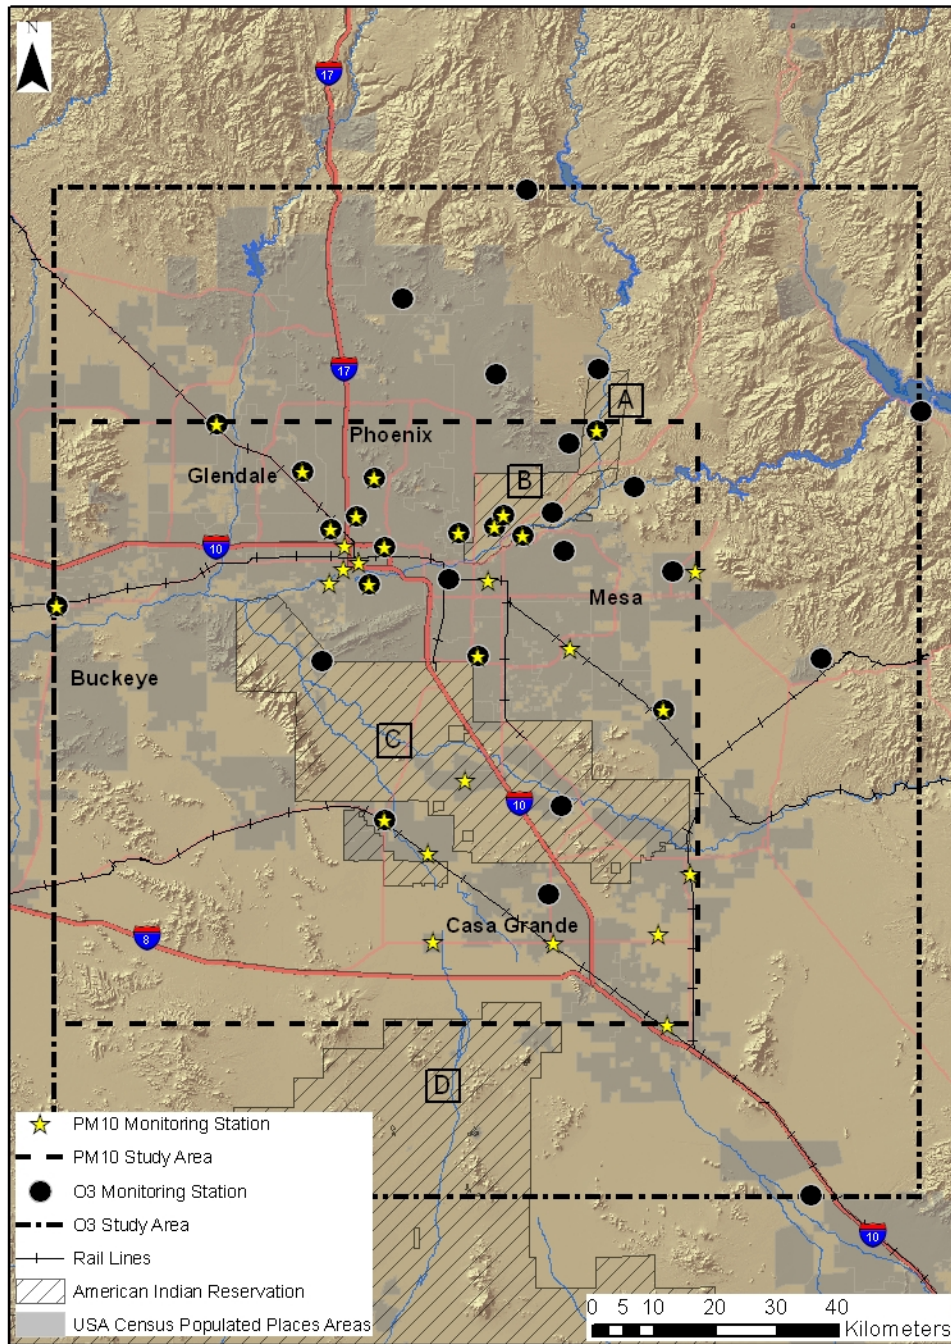 N
17
17
A
Phoenix
Glendale
B
10
Mesa
Buckeye
C
10
Casa Grande
8
D
PM10 Monitoring Station
PM10 Study Area
O3 Monitoring Station
O3 Study Area
Rail Lines
American Indian Reservation
USA Census Populated Places Areas
10
0 5 10 20 30 40
Kilometers